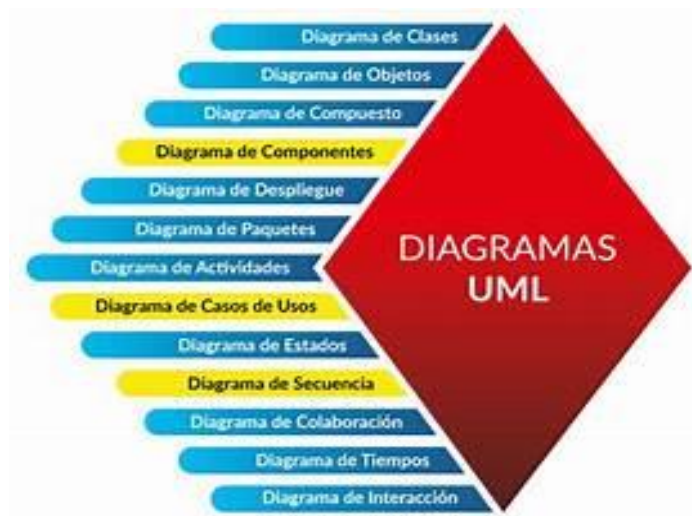 Diagrama de Clases
Diagrama de Objetos
Diagrama de Compuesto
Diagrama de Componentes
Diagrama de Despliegue
Diagrama de Paquetes
Diagrama de Actividades
Diagrama de Casos de Usos
Diagrama de Estados
Diagrama de Secuencia
Diagrama de Colaboración
Diagrama de Tiempos
Diagrama de Interacción
DIAGRAMAS
UML